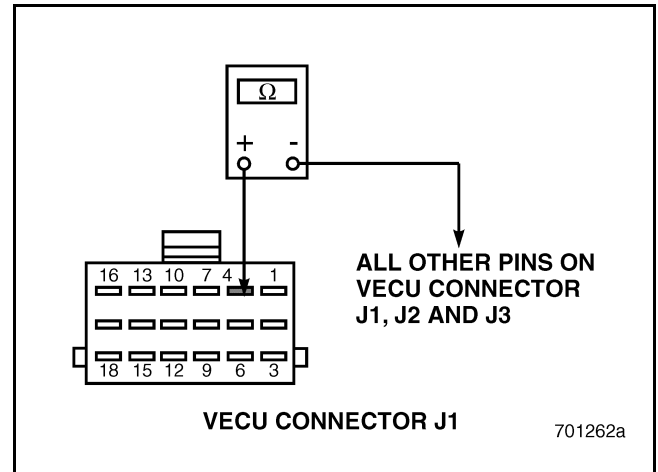 Ω
+ -
16 13 10 7 4 1
18 15 12 9 6 3
ALL OTHER PINS ON
VECU CONNECTOR
J1, J2 AND J3
VECU CONNECTOR J1
701262a